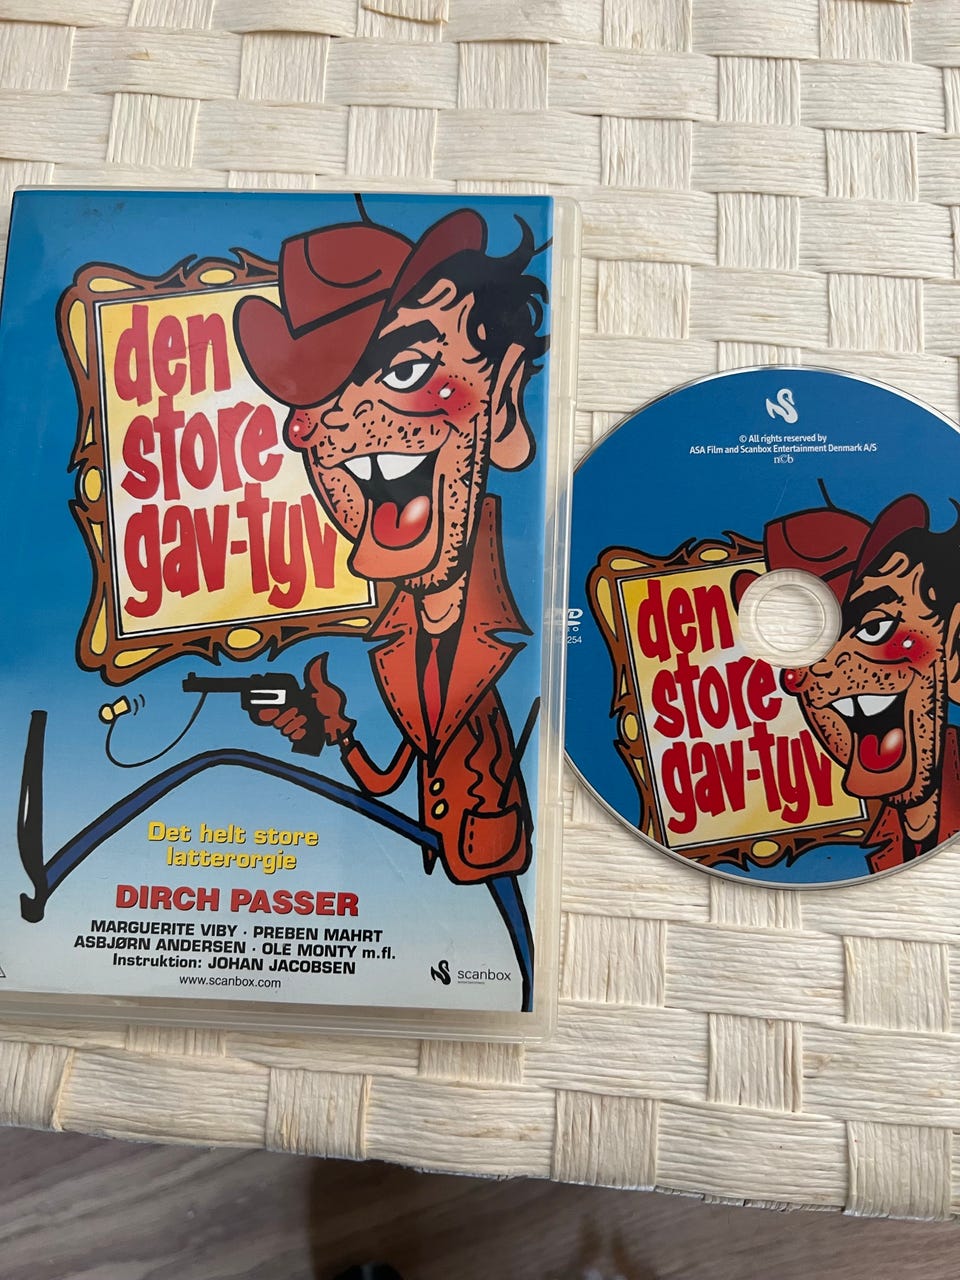 den
store
gav-tyv
Det helt store
latterorgie
DIRCH PASSER
MARGUERITE VIBY · PREBEN MAHRT
ASBJØRN ANDERSEN · OLE MONTY m.fl.
Instruktion: JOHAN JACOBSEN
www.scanbox.com
scanbox
entertainment
© All rights reserved by
ASA Film and Scanbox Entertainment Denmark A/S
n©b
254
den
store
gav-tyv